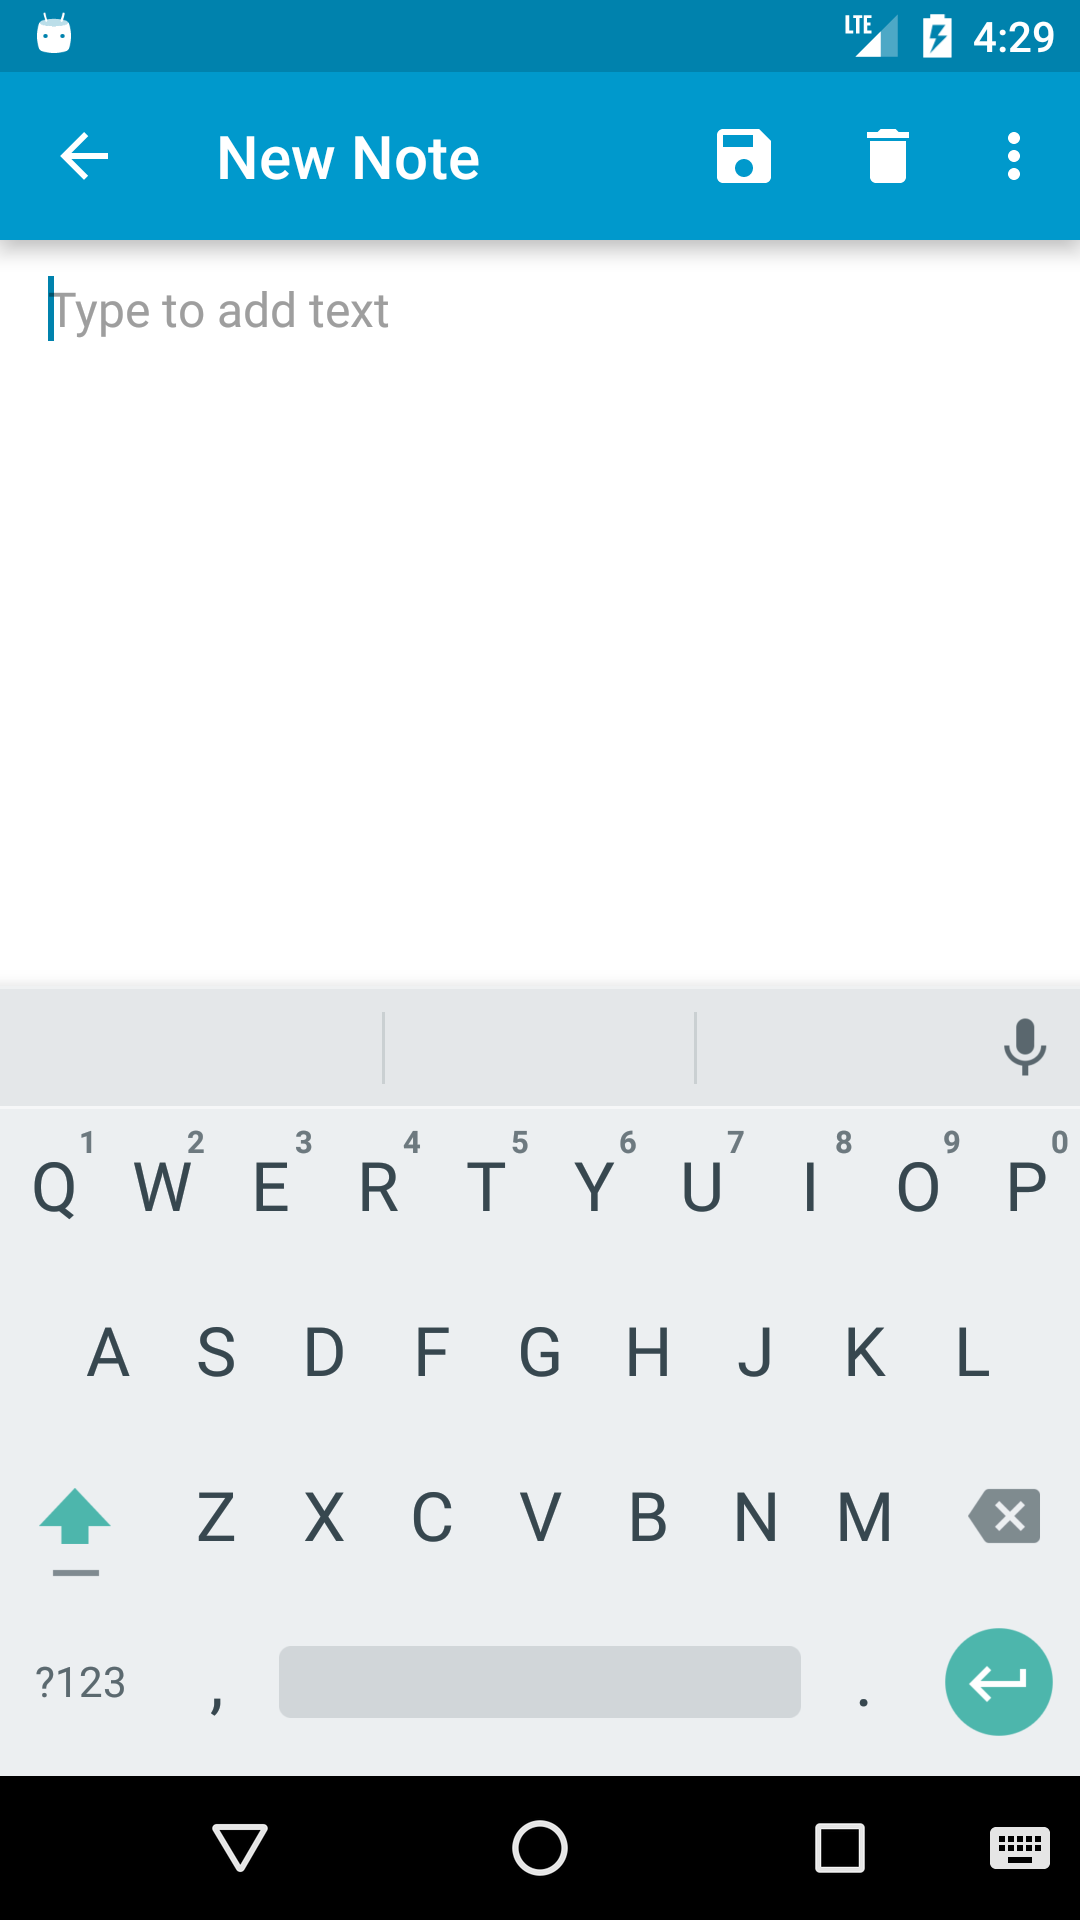 LTE 4:29
New Note
Type to add text
1 2 3 4 5 6 7 8 9 0
Q W E R T Y U I O P
A S D F G H J K L
Z X C V B N M
?123 , .